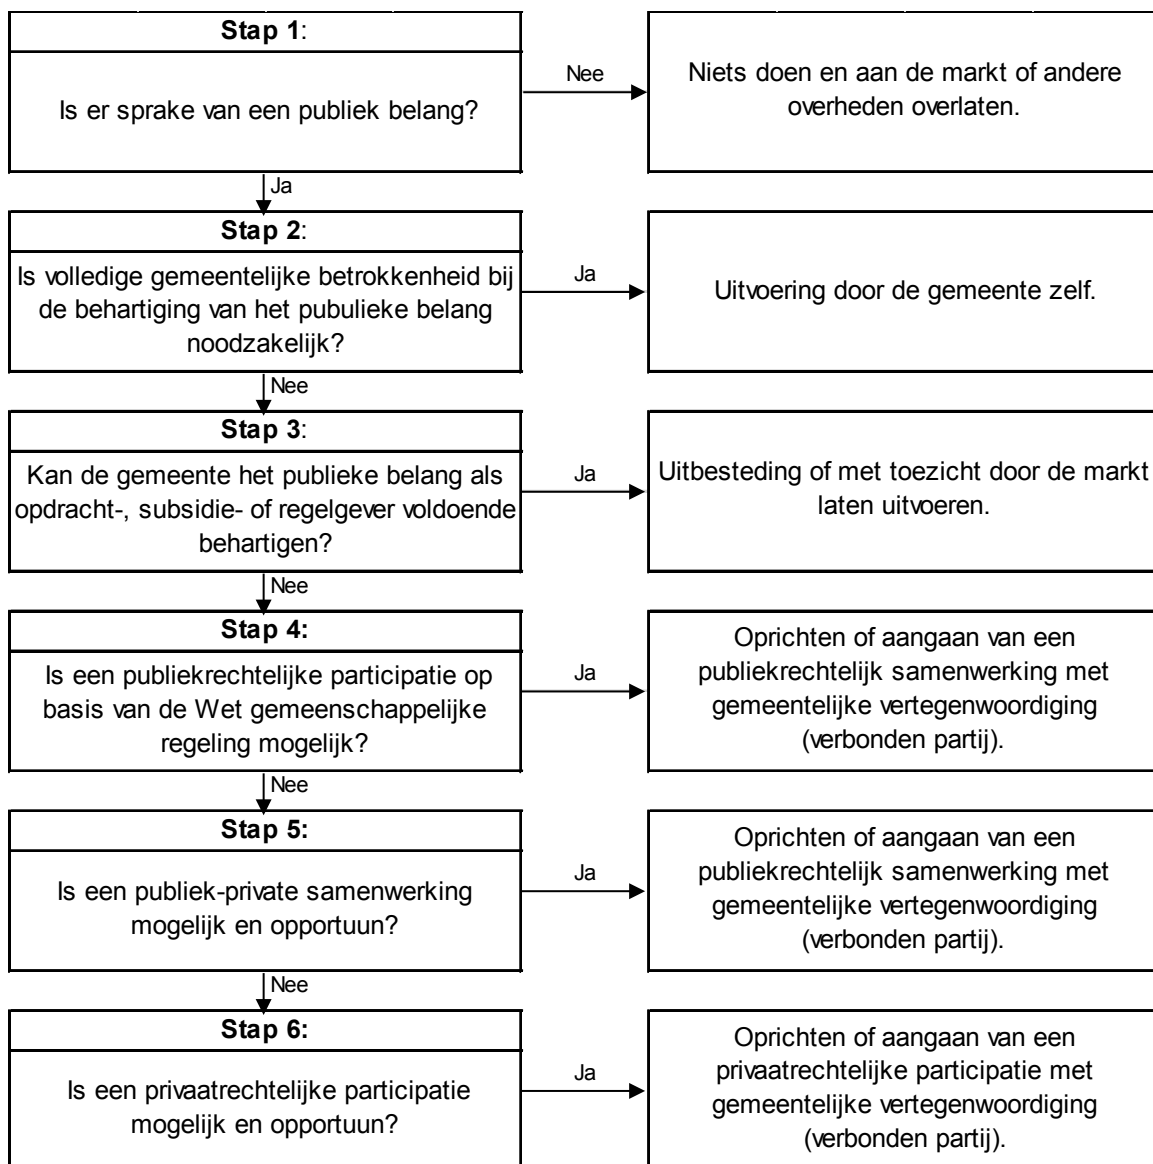 Stap 1:
Is er sprake van een publiek belang?
Nee
Niets doen en aan de markt of andere
overheden overlaten.
Ja
Stap 2:
Is volledige gemeentelijke betrokkenheid bij
de behartiging van het pubulieke belang
noodzakelijk?
Ja
Uitvoering door de gemeente zelf.
Nee
Stap 3:
Kan de gemeente het publieke belang als
opdracht-, subsidie- of regelgever voldoende
behartigen?
Ja
Uitbesteding of met toezicht door de markt
laten uitvoeren.
Nee
Stap 4:
Is een publiekrechtelijke participatie op
basis van de Wet gemeenschappelijke
regeling mogelijk?
Ja
Oprichten of aangaan van een
publiekrechtelijk samenwerking met
gemeentelijke vertegenwoordiging
(verbonden partij).
Nee
Stap 5:
Is een publiek-private samenwerking
mogelijk en opportuun?
Ja
Oprichten of aangaan van een
publiekrechtelijk samenwerking met
gemeentelijke vertegenwoordiging
(verbonden partij).
Nee
Stap 6:
Is een privaatrechtelijke participatie
mogelijk en opportuun?
Ja
Oprichten of aangaan van een
privaatrechtelijke participatie met
gemeentelijke vertegenwoordiging
(verbonden partij).